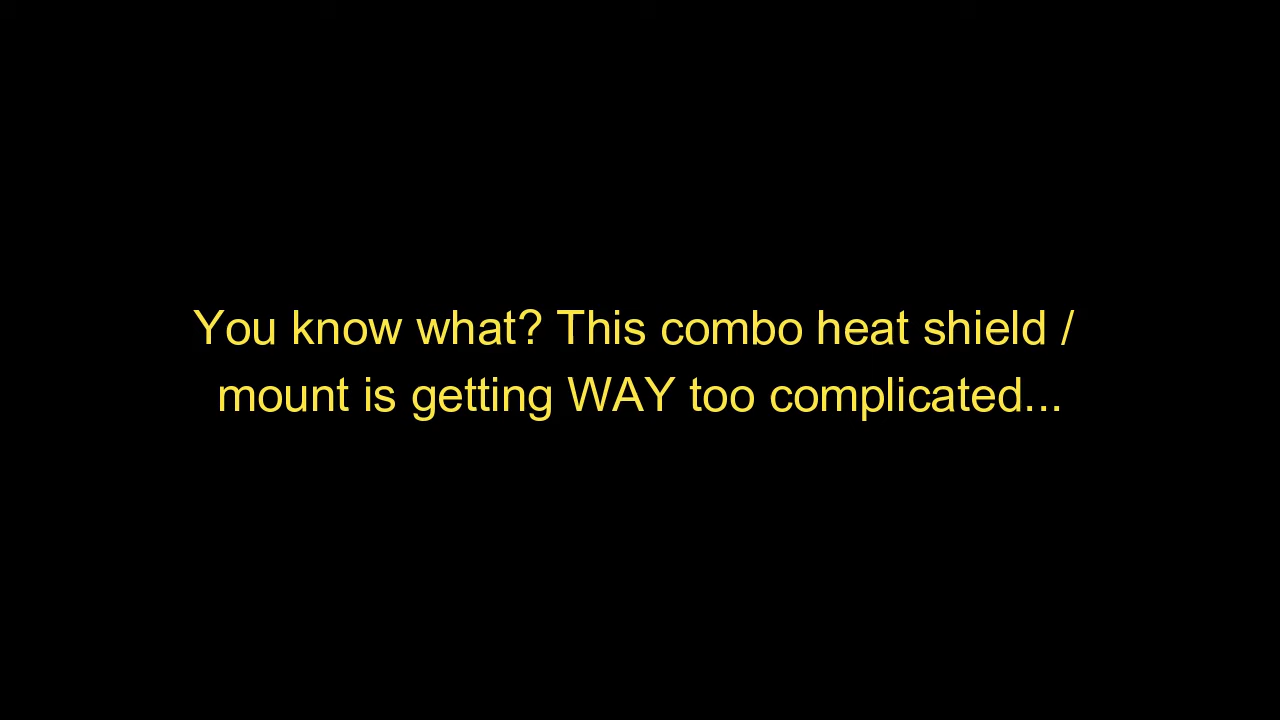 You know what? This combo heat shield /
mount is getting WAY too complicated...